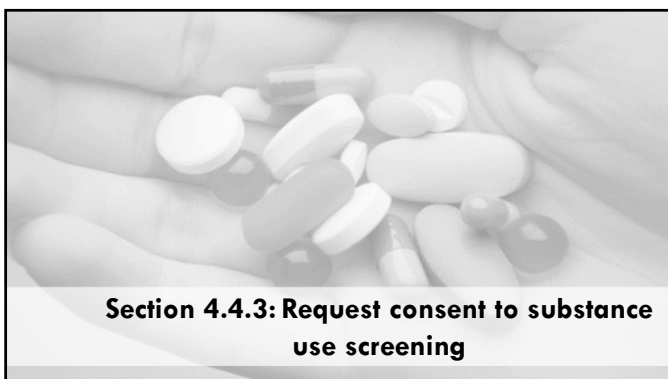 Section 4.4.3: Request consent to substance
use screening